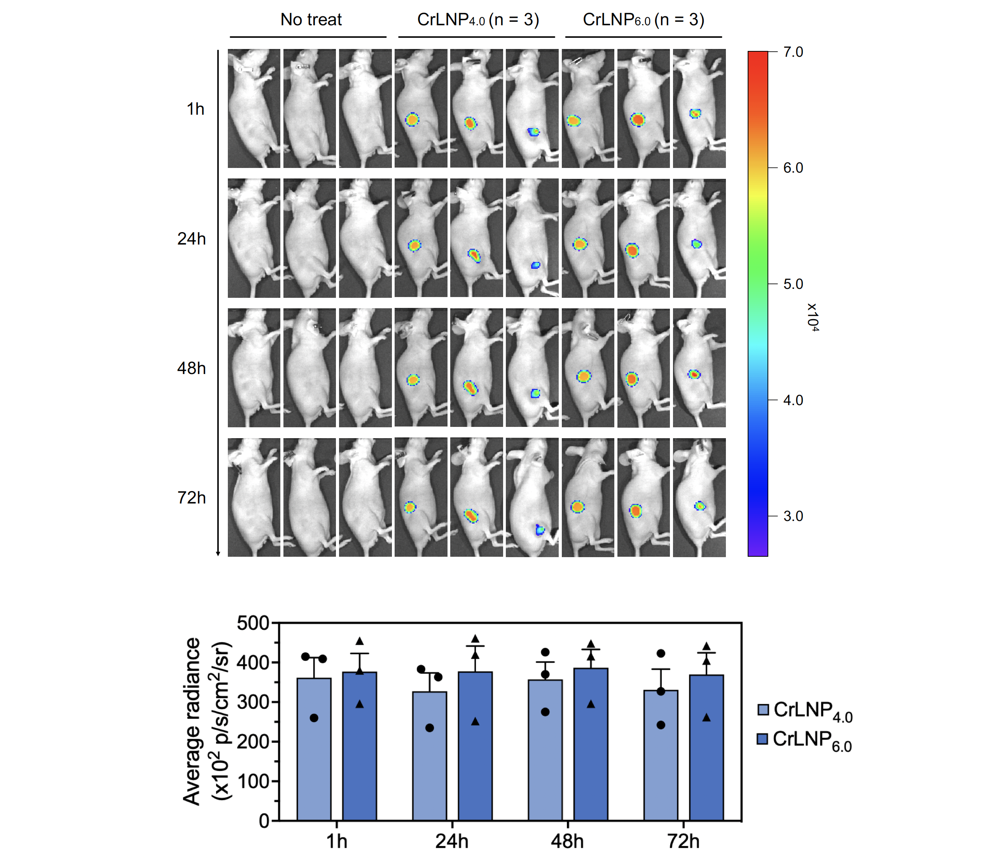 No treat
CrLNP4.0 (n = 3)
CrLNP6.0 (n = 3)
1h
24h
48h
72h
7.0
6.0
5.0
4.0
3.0
x10⁴
Average radiance
(x10² p/s/cm²/sr)
500
400
300
200
100
0
1h
24h
48h
72h
CrLNP4.0
CrLNP6.0